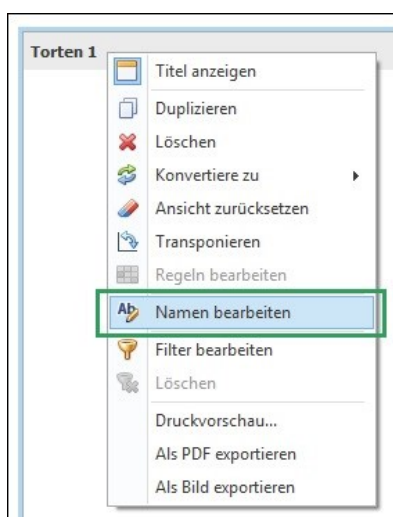 Torten 1
Titel anzeigen
Duplizieren
Löschen
Konvertiere zu
Ansicht zurücksetzen
Transponieren
Regeln bearbeiten
Ab Namen bearbeiten
Filter bearbeiten
Löschen
Druckvorschau...
Als PDF exportieren
Als Bild exportieren